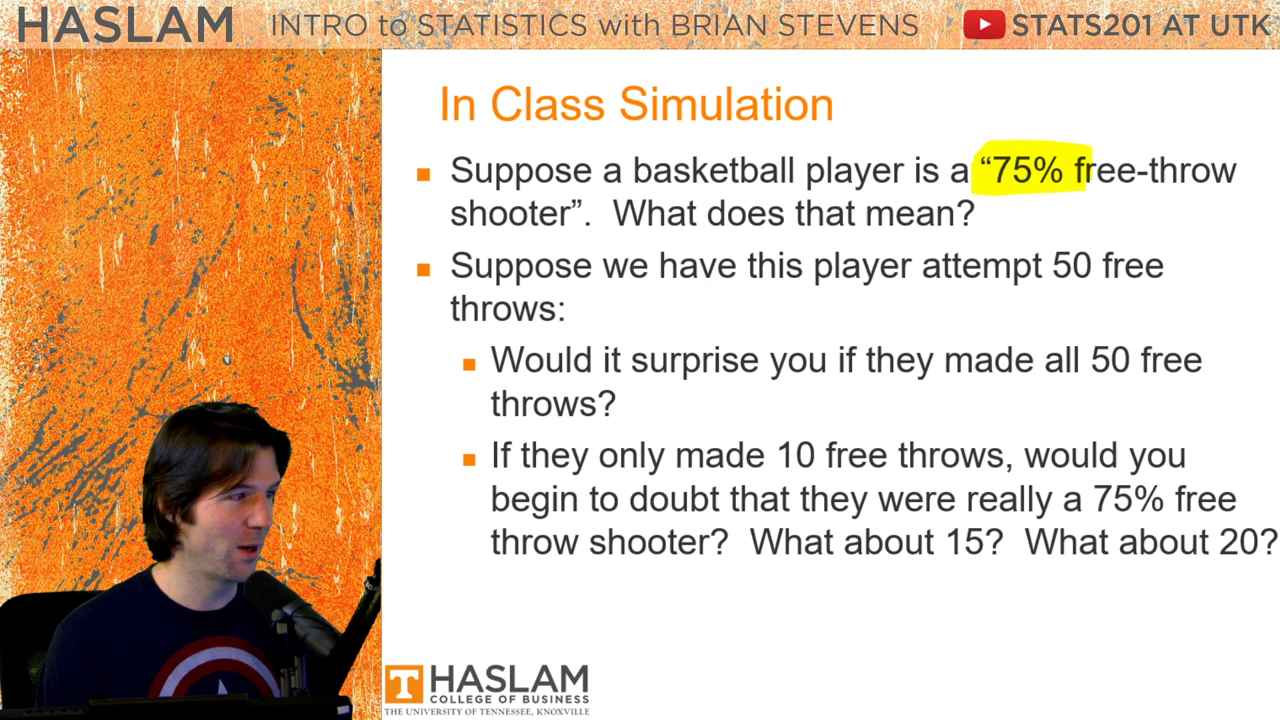 HASLAM INTRO to STATISTICS with BRIAN STEVENS STATS201 AT UTK
In Class Simulation
Suppose a basketball player is a “75% free-throw
shooter”. What does that mean?
Suppose we have this player attempt 50 free
throws:
Would it surprise you if they made all 50 free
throws?
If they only made 10 free throws, would you
begin to doubt that they were really a 75% free
throw shooter? What about 15? What about 20?
T HASLAM
COLLEGE OF BUSINESS
THE UNIVERSITY OF TENNESSEE, KNOXVILLE